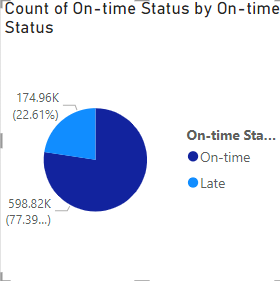 Count of On-time Status by On-time
Status
174.96K
(22.61%)
598.82K
(77.39...)
On-time Sta...
On-time
Late